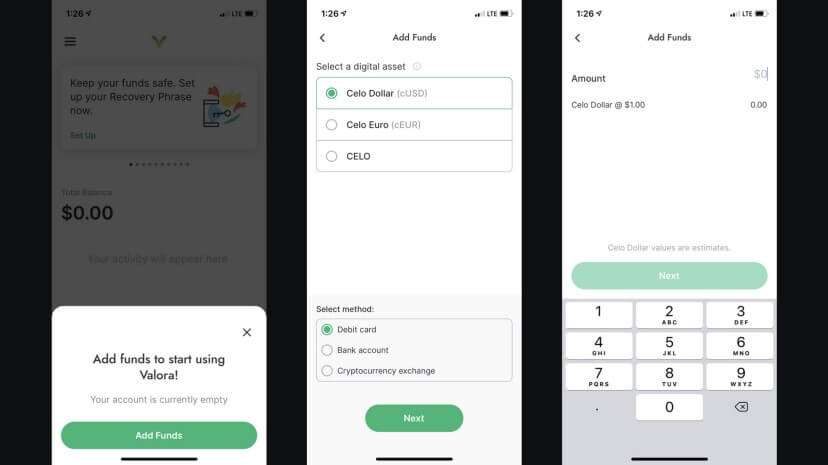 1:26
LTE
Keep your funds safe. Set
up your Recovery Phrase
now.
Set Up
Total Balance
$0.00
Your activity will appear here
Add funds to start using
Valora!
Your account is currently empty
Add Funds
1:26
LTE
Add Funds
Select a digital asset
Celo Dollar (cUSD)
Celo Euro (cEUR)
CELO
Select method:
Debit card
Bank account
Cryptocurrency exchange
Next
1:26
LTE
Add Funds
Amount $0
Celo Dollar @ $1.00 0.00
Celo Dollar values are estimates.
Next
1 2 3
ABC DEF
4 5 6
GHI JKL MNO
7 8 9
PQRS TUV WXYZ
. 0